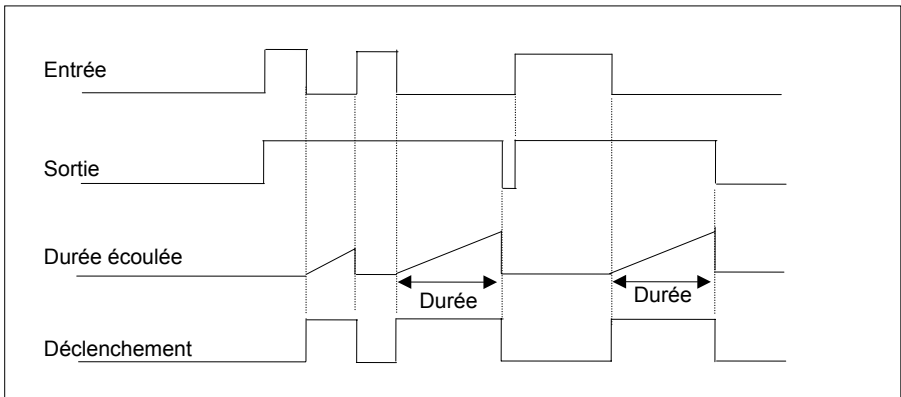 Entrée
Sortie
Durée écoulée
Durée
Durée
Déclenchement